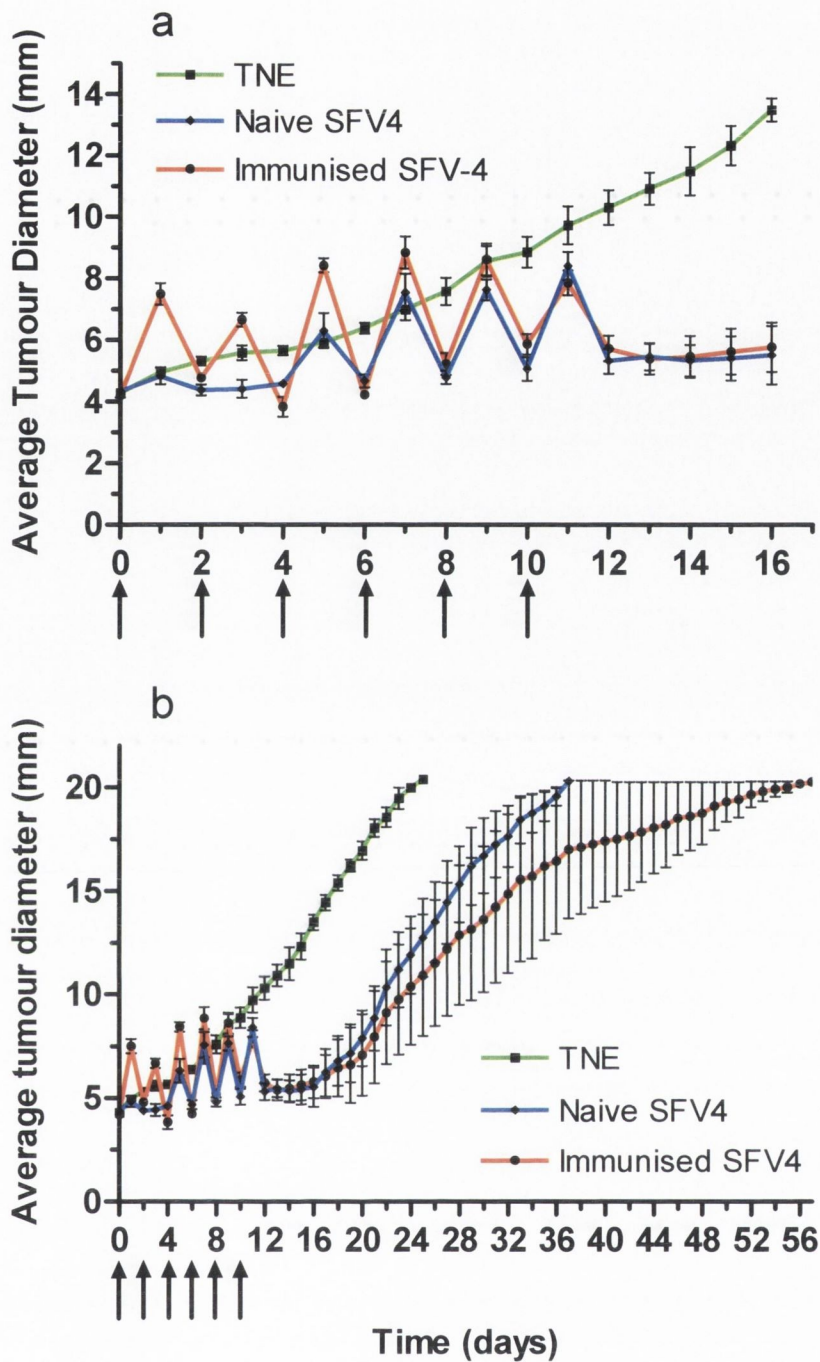 a
Average Tumour Diameter (mm)
TNE
Naive SFV4
Immunised SFV-4
14
12
10
8
6
4
2
0
0 2 4 6 8 10 12 14 16
b
Average tumour diameter (mm)
20
15
10
5
0
TNE
Naive SFV4
Immunised SFV4
0 4 8 12 16 20 24 28 32 36 40 44 48 52 56
Time (days)